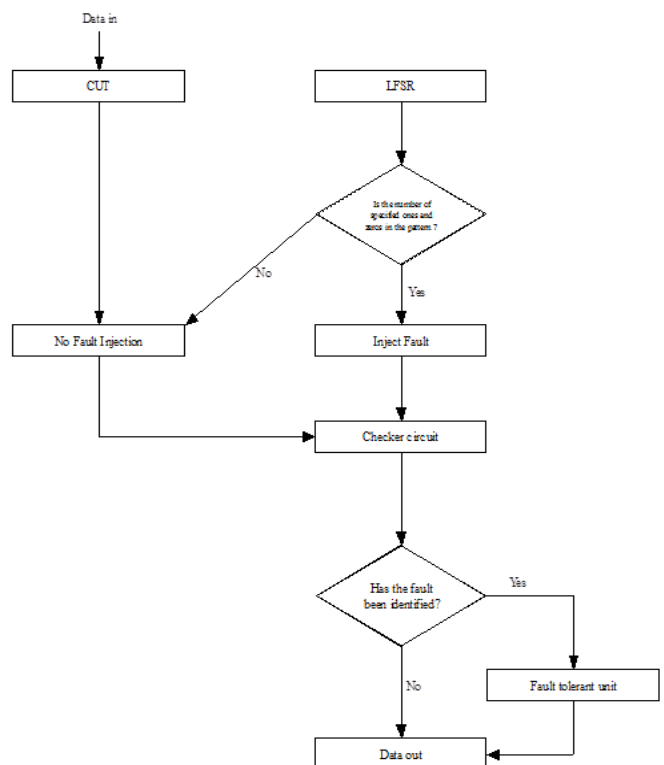 Data in
CUT
LFSR
Is the number of
specified ones and
zeros in the pattern ?
No
Yes
No Fault Injection
Inject Fault
Checker circuit
Has the fault
been identified?
Yes
No
Fault tolerant unit
Data out